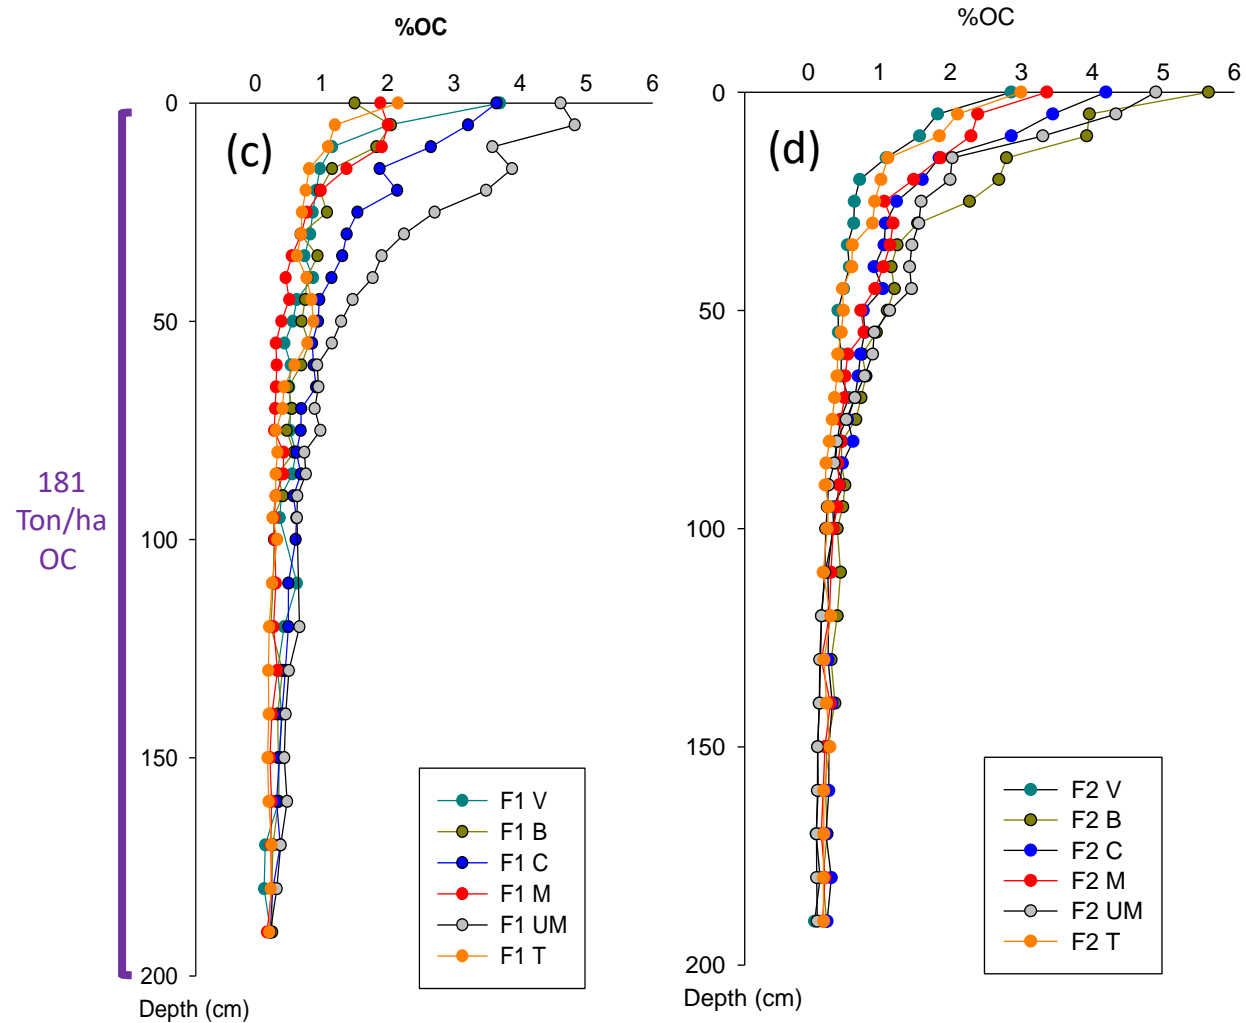 %OC
0 1 2 3 4 5 6
0
50
100
150
200
(c)
181
Ton/ha
OC
F1 V
F1 B
F1 C
F1 M
F1 UM
F1 T
Depth (cm)
%OC
0 1 2 3 4 5 6
0
50
100
150
200
(d)
F2 V
F2 B
F2 C
F2 M
F2 UM
F2 T
Depth (cm)